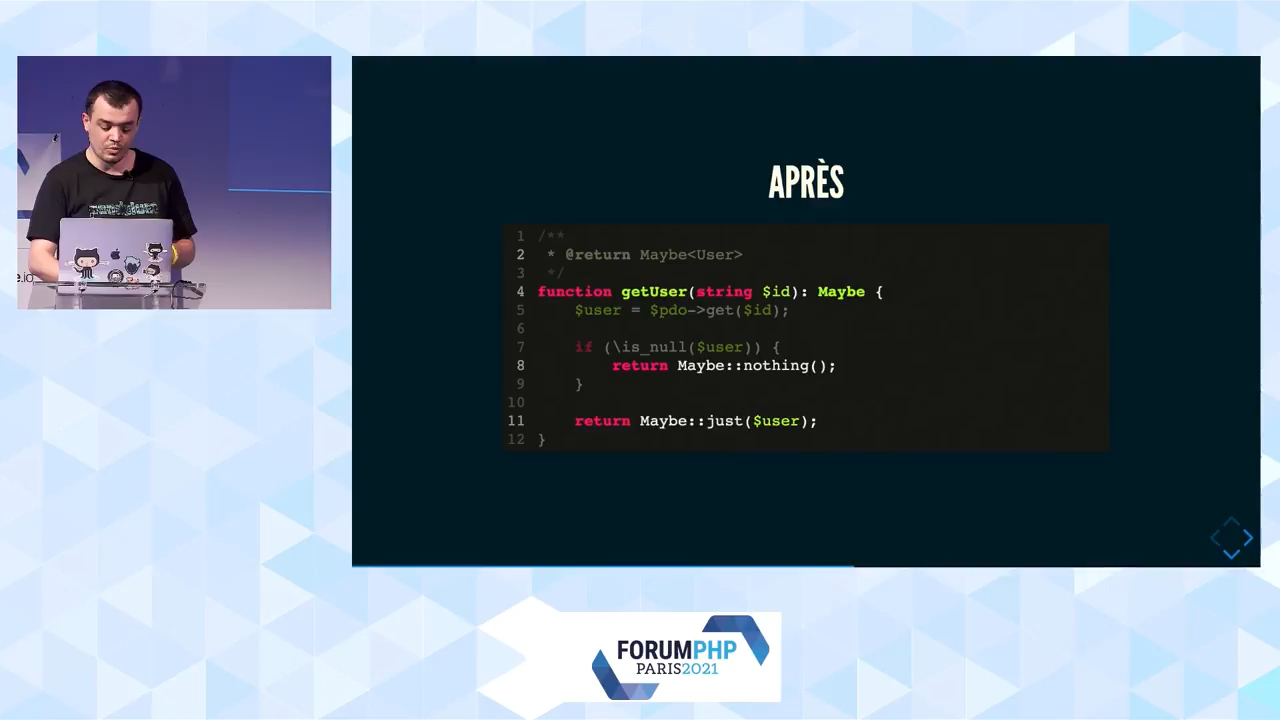 APRÈS
1 /**
2  * @return Maybe<User>
3  */
4 function getUser(string $id): Maybe {
5     $user = $pdo->get($id);
6
7     if (\is_null($user)) {
8         return Maybe::nothing();
9     }
10
11     return Maybe::just($user);
12 }
e.io
FORUMPHP
PARIS2021